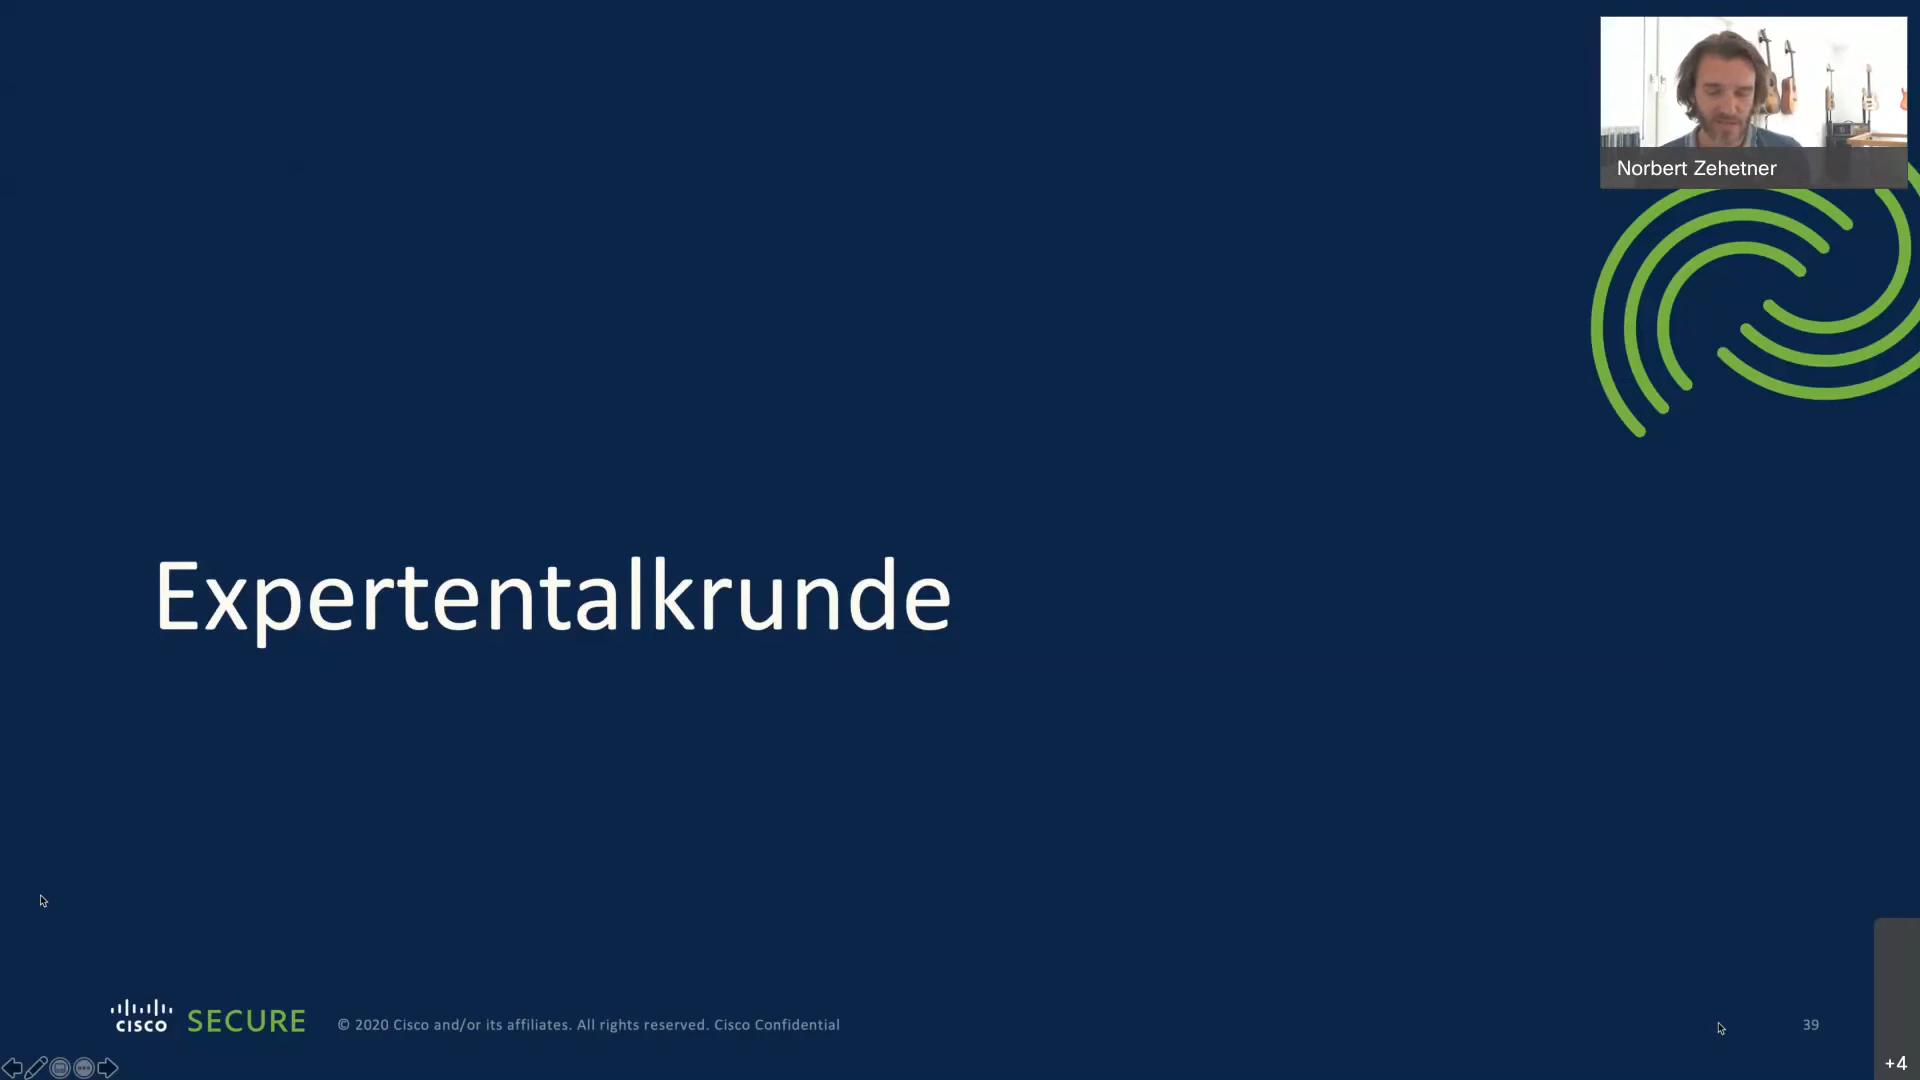 Norbert Zehetner
Expertentalkrunde
CISCO SECURE © 2020 Cisco and/or its affiliates. All rights reserved. Cisco Confidential 39
+4